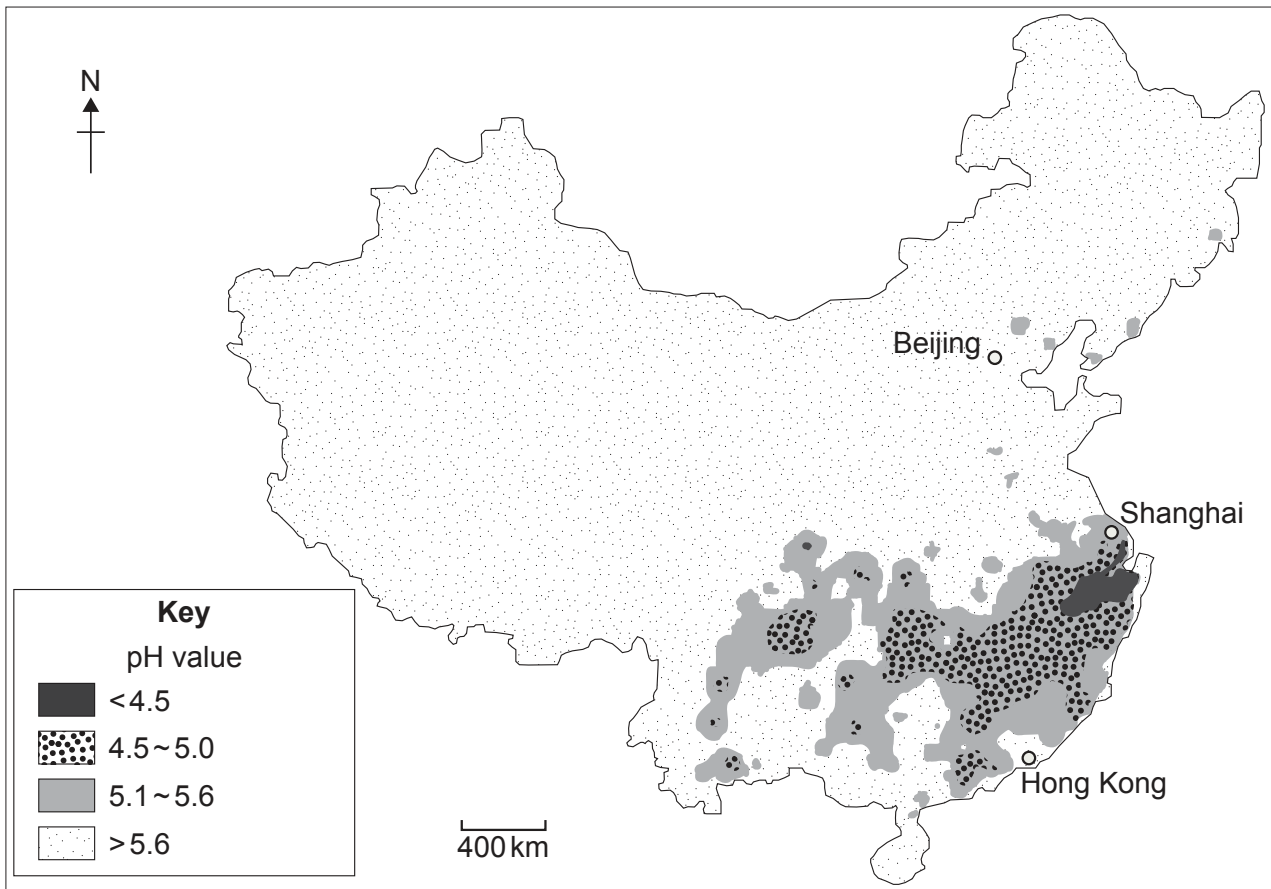 N
Beijing
Shanghai
Hong Kong
Key
pH value
<4.5
4.5~5.0
5.1~5.6
>5.6
400 km